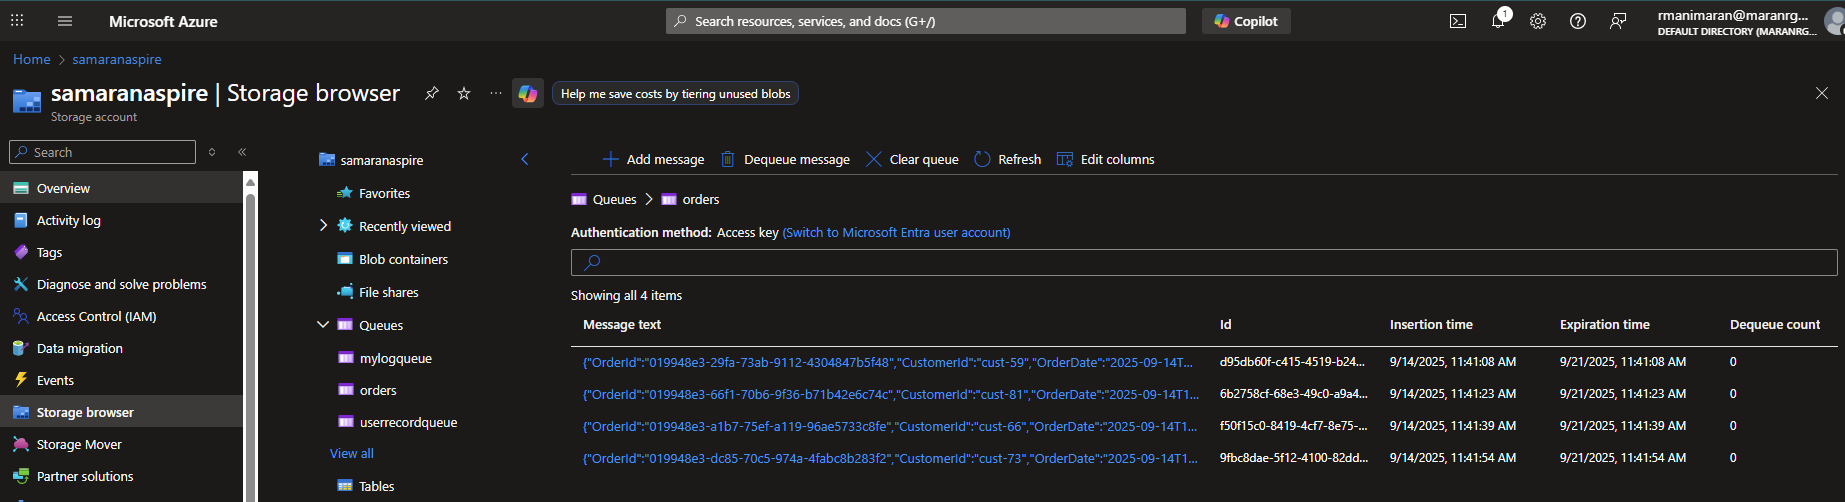 Microsoft Azure
Search resources, services, and docs (G+/)
Copilot
1
rmanimaran@maranrg...
DEFAULT DIRECTORY (MARANRG...
Home > samaranaspire
samaranaspire | Storage browser
Help me save costs by tiering unused blobs
Storage account
Search
Overview
Activity log
Tags
Diagnose and solve problems
Access Control (IAM)
Data migration
Events
Storage browser
Storage Mover
Partner solutions
samaranaspire
Favorites
Recently viewed
Blob containers
File shares
Queues
mylogqueue
orders
userrecordqueue
View all
Tables
Add message Dequeue message Clear queue Refresh Edit columns
Queues > orders
Authentication method: Access key (Switch to Microsoft Entra user account)
Showing all 4 items
Message text Id Insertion time Expiration time Dequeue count
{"OrderId":"019948e3-29fa-73ab-9112-4304847b5f48","CustomerId":"cust-59","OrderDate":"2025-09-14T... d95db60f-c415-4519-b24... 9/14/2025, 11:41:08 AM 9/21/2025, 11:41:08 AM 0
{"OrderId":"019948e3-66f1-70b6-9f36-b71b42e6c74c","CustomerId":"cust-81","OrderDate":"2025-09-14T1... 6b2758cf-68e3-49c0-a9a4... 9/14/2025, 11:41:23 AM 9/21/2025, 11:41:23 AM 0
{"OrderId":"019948e3-a1b7-75ef-a119-96ae5733c8fe","CustomerId":"cust-66","OrderDate":"2025-09-14T1... f50f15c0-8419-4cf7-8e75-... 9/14/2025, 11:41:39 AM 9/21/2025, 11:41:39 AM 0
{"OrderId":"019948e3-dc85-70c5-974a-4fabc8b283f2","CustomerId":"cust-73","OrderDate":"2025-09-14T1... 9fbc8dae-5f12-4100-82dd... 9/14/2025, 11:41:54 AM 9/21/2025, 11:41:54 AM 0